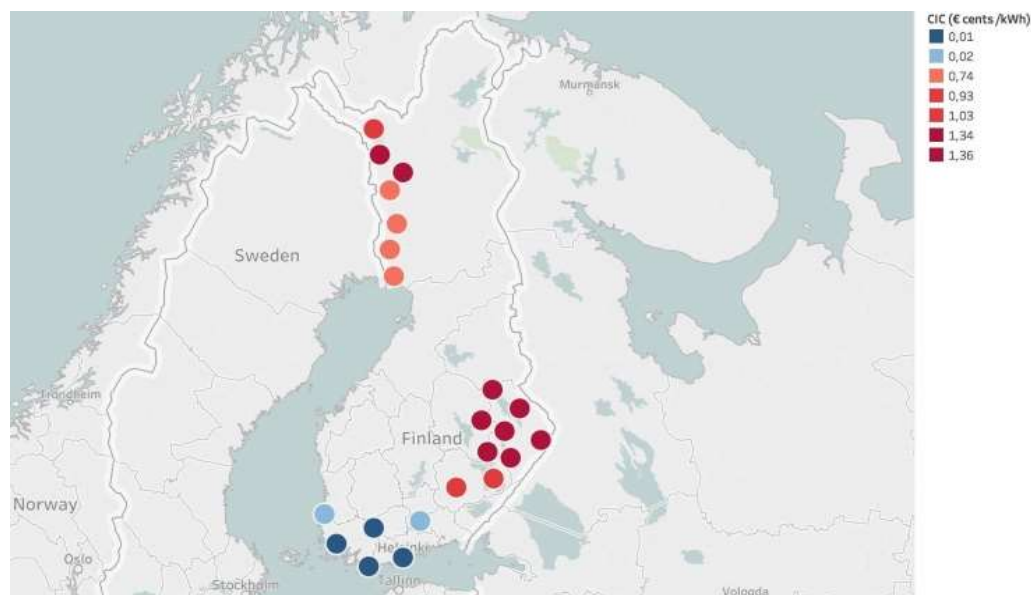 CIC (€ cents /kWh)
0,01
0,02
0,74
0,93
1,03
1,34
1,36
Murmansk
Sweden
Trondheim
Finland
Norway
Oslo
Helsinki
Stockholm
Tallinn
Vologda